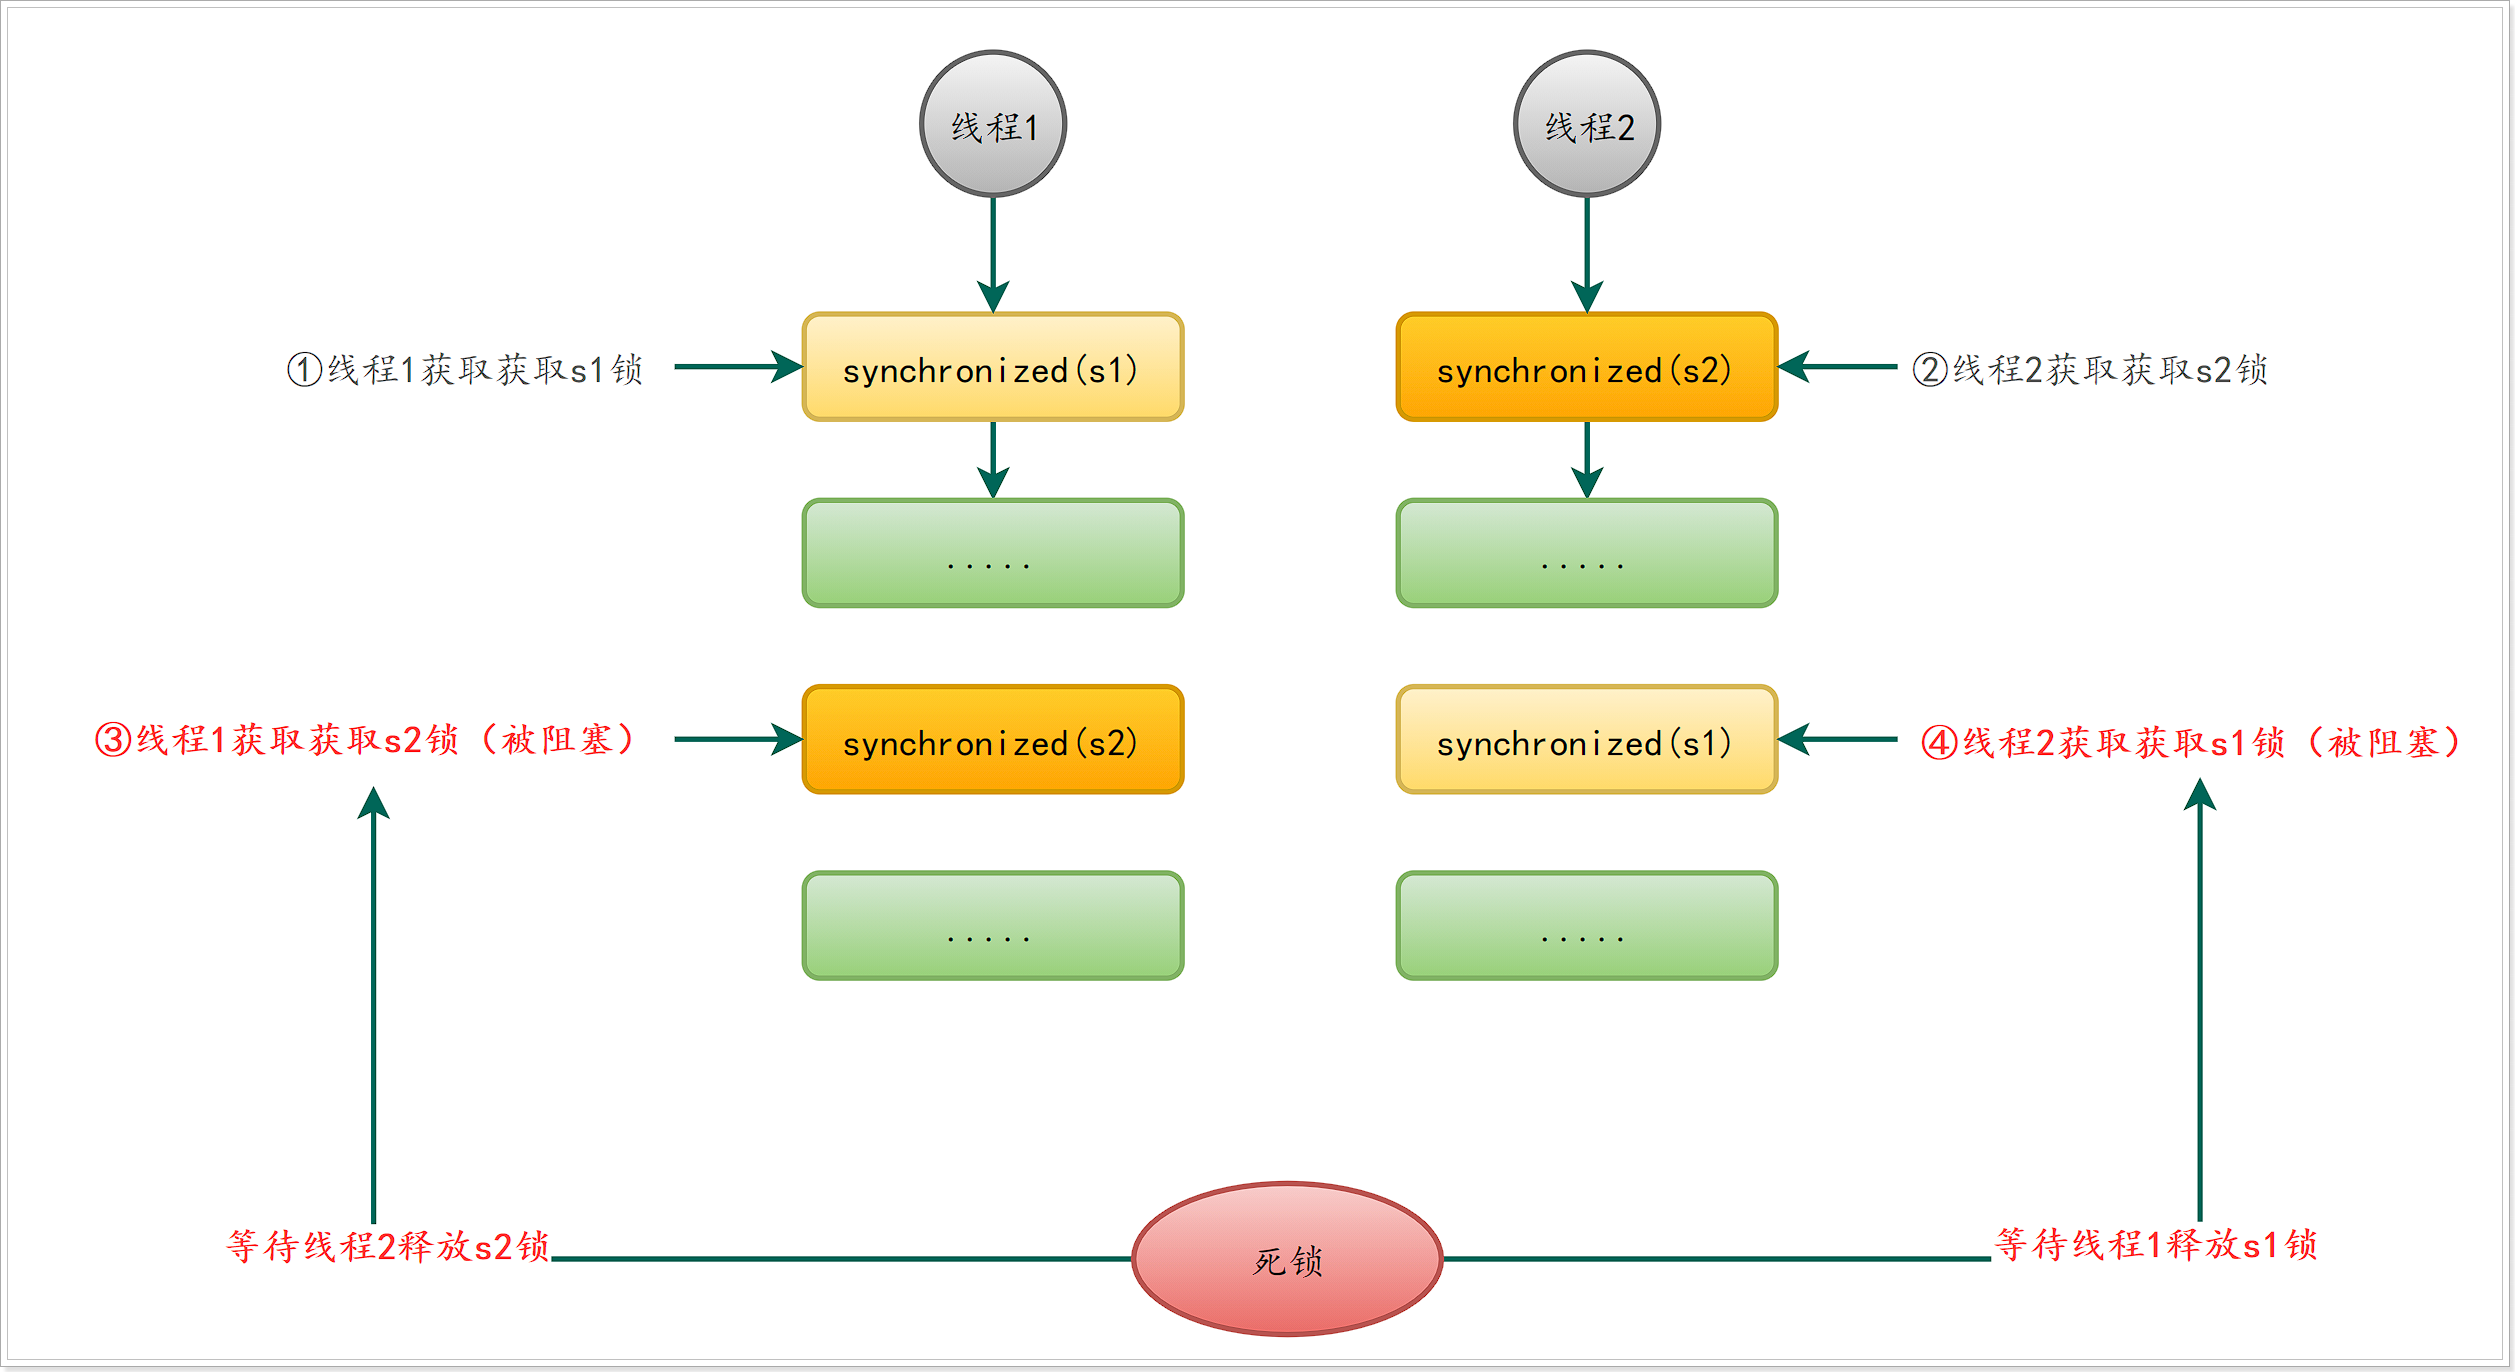 线程1
线程2
①线程1获取获取s1锁
synchronized(s1)
synchronized(s2)
②线程2获取获取s2锁
.....
.....
③线程1获取获取s2锁（被阻塞）
synchronized(s2)
synchronized(s1)
④线程2获取获取s1锁（被阻塞）
.....
.....
等待线程2释放s2锁
死锁
等待线程1释放s1锁